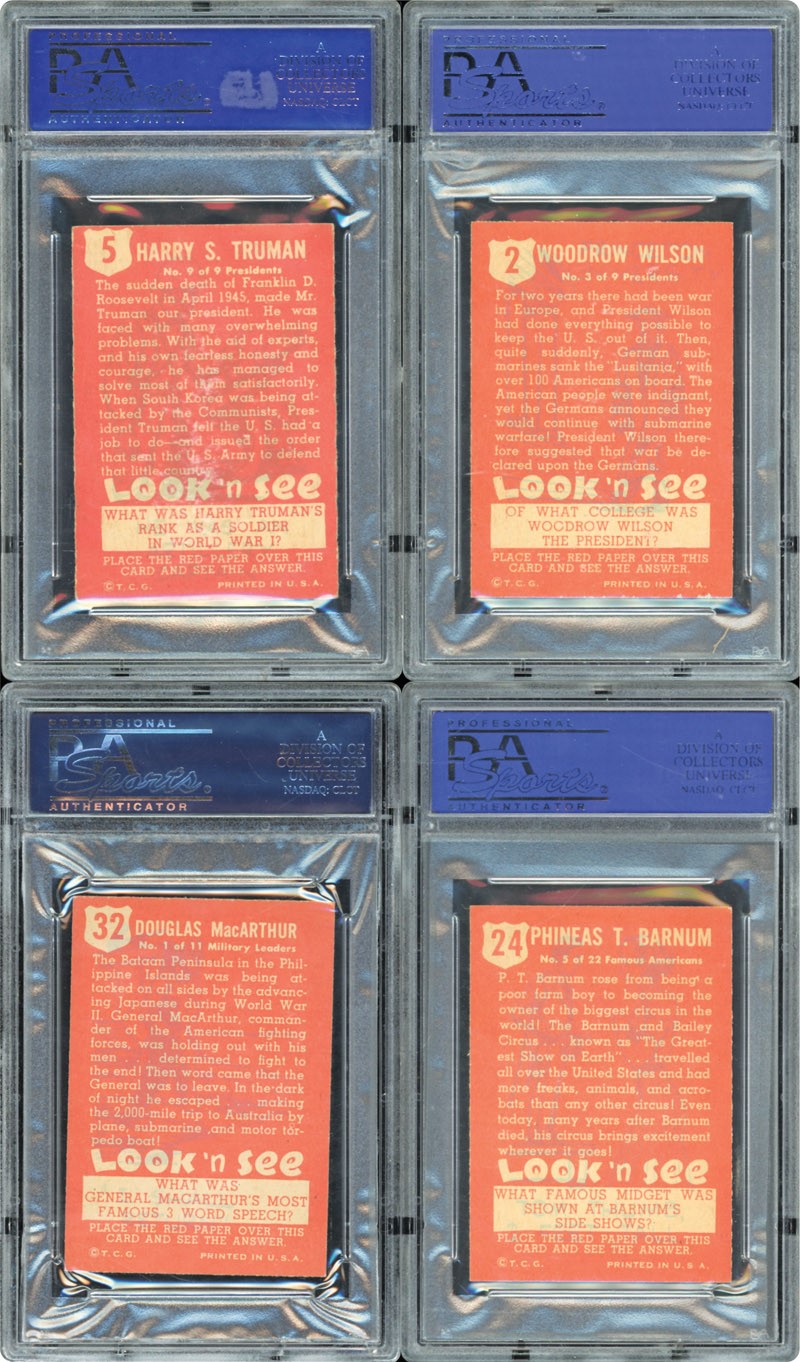 PROFESSIONAL
PSA
Sports
AUTHENTICATOR
A
DIVISION OF
COLLECTORS
UNIVERSE
NASDAQ: CLCT
5 HARRY S. TRUMAN
No. 9 of 9 Presidents
The sudden death of Franklin D.
Roosevelt in April 1945, made Mr.
Truman our president. He was
faced with many overwhelming
problems. With the aid of experts,
and his own fearless honesty and
courage, he has managed to
solve most of them satisfactorily.
When South Korea was being at-
tacked by the Communists, Pres-
ident Truman felt the U. S. had a
job to do—and issued the order
that sent the U. S. Army to defend
that little country.
LOOK 'n See
WHAT WAS HARRY TRUMAN'S
RANK AS A SOLDIER
IN WORLD WAR I?
PLACE THE RED PAPER OVER THIS
CARD AND SEE THE ANSWER.
© T. C. G. PRINTED IN U. S. A.
PROFESSIONAL
PSA
Sports
AUTHENTICATOR
A
DIVISION OF
COLLECTORS
UNIVERSE
NASDAQ: CLCT
2 WOODROW WILSON
No. 3 of 9 Presidents
For two years there had been war
in Europe, and President Wilson
had done everything possible to
keep the U. S. out of it. Then,
quite suddenly, German sub-
marines sank the "Lusitania," with
over 100 Americans on board. The
American people were indignant,
yet the Germans announced they
would continue with submarine
warfare! President Wilson there-
fore suggested that war be de-
clared upon the Germans.
LOOK 'n See
OF WHAT COLLEGE WAS
WOODROW WILSON
THE PRESIDENT?
PLACE THE RED PAPER OVER THIS
CARD AND SEE THE ANSWER.
© T. C. G. PRINTED IN U. S. A.
PSA
PROFESSIONAL
PSA
Sports
AUTHENTICATOR
A
DIVISION OF
COLLECTORS
UNIVERSE
NASDAQ: CLCT
32 DOUGLAS MacARTHUR
No. 1 of 11 Military Leaders
The Bataan Peninsula in the Phil-
ippine Islands was being at-
tacked on all sides by the advanc-
ing Japanese during World War
II. General MacArthur, comman-
der of the American fighting
forces, was holding out with his
men . . . . determined to fight to
the end! Then word came that the
General was to leave. In the dark
of night he escaped . . . . making
the 2,000-mile trip to Australia by
plane, submarine and motor tor-
pedo boat!
LOOK 'n See
WHAT WAS
GENERAL MACARTHUR'S MOST
FAMOUS 3 WORD SPEECH?
PLACE THE RED PAPER OVER THIS
CARD AND SEE THE ANSWER.
© T. C. G. PRINTED IN U. S. A.
PROFESSIONAL
PSA
Sports
AUTHENTICATOR
A
DIVISION OF
COLLECTORS
UNIVERSE
NASDAQ: CLCT
24 PHINEAS T. BARNUM
No. 5 of 22 Famous Americans
P. T. Barnum rose from being a
poor farm boy to becoming the
owner of the biggest circus in the
world! The Barnum and Bailey
Circus . . . known as "The Great-
est Show on Earth" . . . travelled
all over the United States and had
more freaks, animals, and acro-
bats than any other circus! Even
today, many years after Barnum
died, his circus brings excitement
wherever it goes!
LOOK 'n See
WHAT FAMOUS MIDGET WAS
SHOWN AT BARNUM'S
SIDE SHOWS?
PLACE THE RED PAPER OVER THIS
CARD AND SEE THE ANSWER.
© T. C. G. PRINTED IN U. S. A.